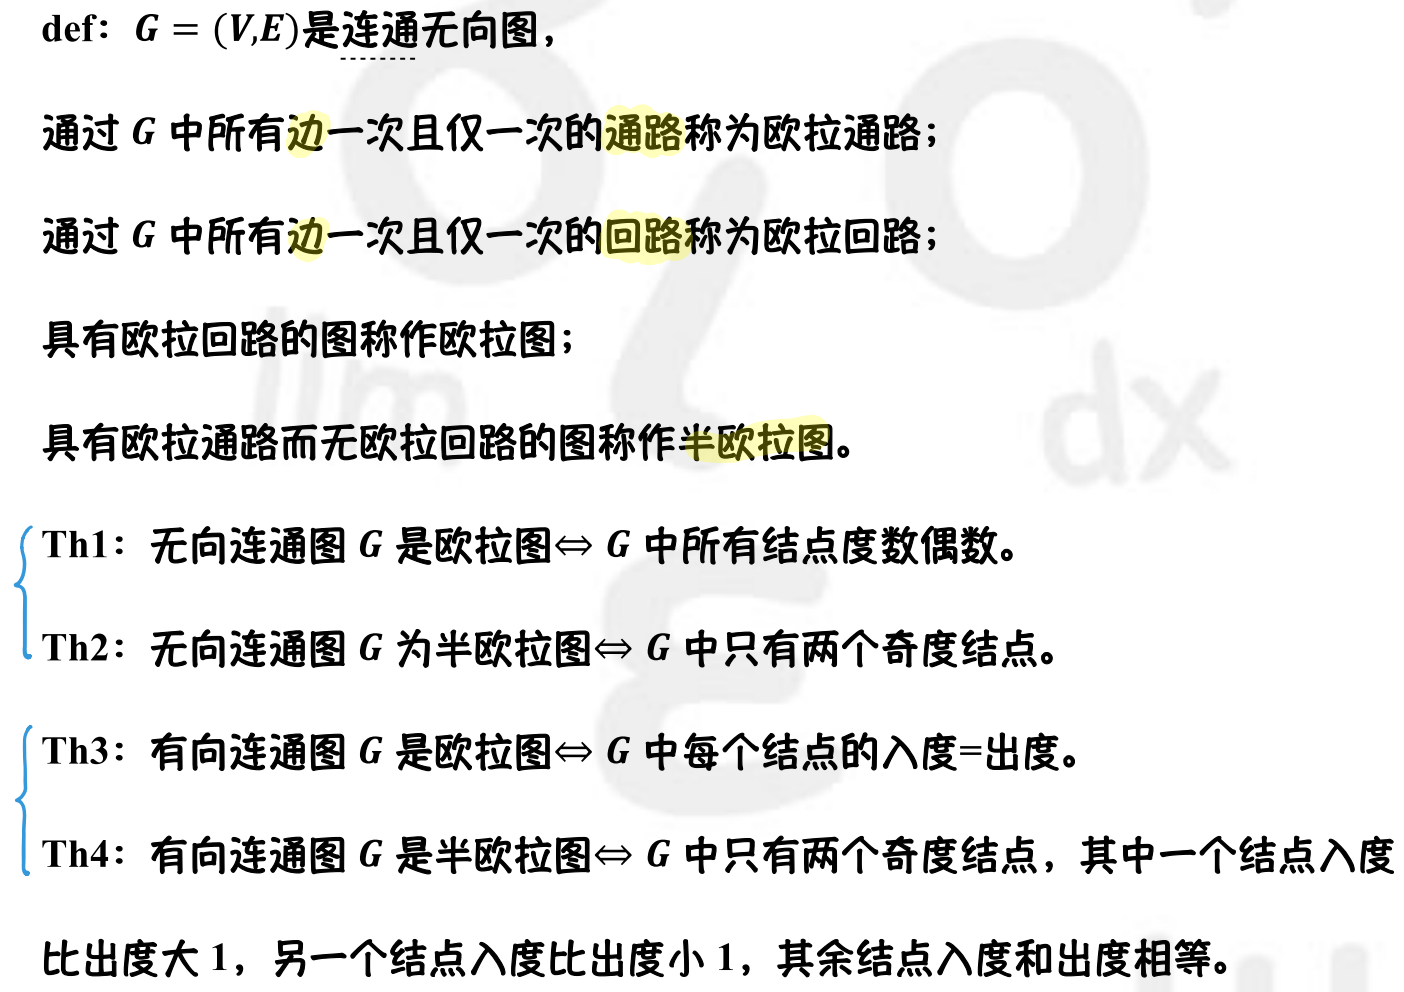 def：G = (V,E)是连通无向图，
通过 G 中所有边一次且仅一次的通路称为欧拉通路；
通过 G 中所有边一次且仅一次的回路称为欧拉回路；
具有欧拉回路的图称作欧拉图；
具有欧拉通路而无欧拉回路的图称作半欧拉图。
Th1：无向连通图 G 是欧拉图⇔ G 中所有结点度数偶数。
Th2：无向连通图 G 为半欧拉图⇔ G 中只有两个奇度结点。
Th3：有向连通图 G 是欧拉图⇔ G 中每个结点的入度=出度。
Th4：有向连通图 G 是半欧拉图⇔ G 中只有两个奇度结点，其中一个结点入度
比出度大 1，另一个结点入度比出度小 1，其余结点入度和出度相等。